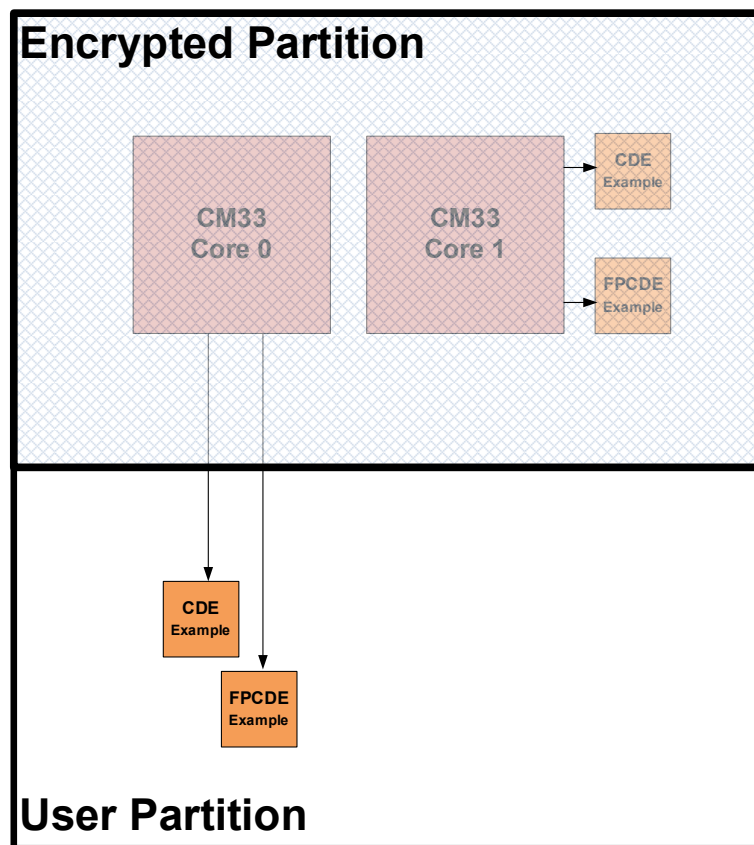 Encrypted Partition
CM33
Core 0
CM33
Core 1
CDE
Example
FPCDE
Example
CDE
Example
FPCDE
Example
User Partition